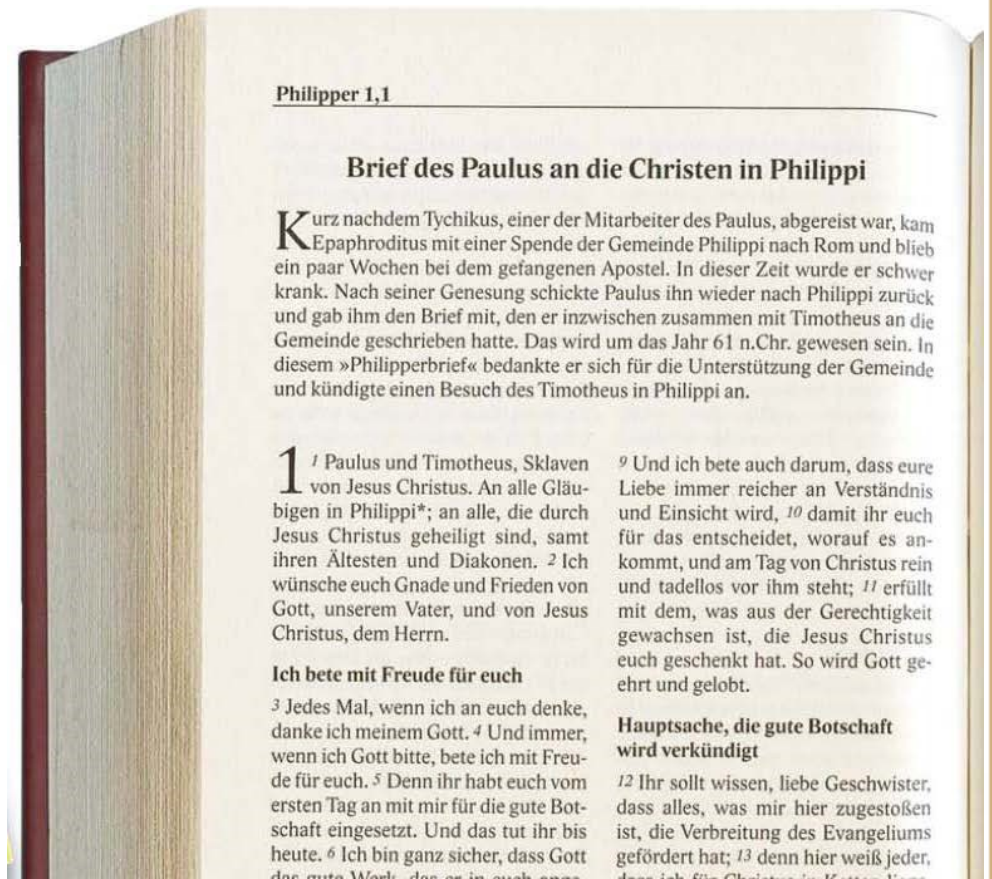 Philipper 1,1
Brief des Paulus an die Christen in Philippi
Kurz nachdem Tychikus, einer der Mitarbeiter des Paulus, abgereist war, kam
Epaphroditus mit einer Spende der Gemeinde Philippi nach Rom und blieb
ein paar Wochen bei dem gefangenen Apostel. In dieser Zeit wurde er schwer
krank. Nach seiner Genesung schickte Paulus ihn wieder nach Philippi zurück
und gab ihm den Brief mit, den er inzwischen zusammen mit Timotheus an die
Gemeinde geschrieben hatte. Das wird um das Jahr 61 n.Chr. gewesen sein. In
diesem »Philipperbrief« bedankte er sich für die Unterstützung der Gemeinde
und kündigte einen Besuch des Timotheus in Philippi an.
1 1 Paulus und Timotheus, Sklaven
von Jesus Christus. An alle Gläu-
bigen in Philippi*; an alle, die durch
Jesus Christus geheiligt sind, samt
ihren Ältesten und Diakonen. 2 Ich
wünsche euch Gnade und Frieden von
Gott, unserem Vater, und von Jesus
Christus, dem Herrn.
Ich bete mit Freude für euch
3 Jedes Mal, wenn ich an euch denke,
danke ich meinem Gott. 4 Und immer,
wenn ich Gott bitte, bete ich mit Freu-
de für euch. 5 Denn ihr habt euch vom
ersten Tag an mit mir für die gute Bot-
schaft eingesetzt. Und das tut ihr bis
heute. 6 Ich bin ganz sicher, dass Gott
das gute Werk, das er in euch ange-
9 Und ich bete auch darum, dass eure
Liebe immer reicher an Verständnis
und Einsicht wird, 10 damit ihr euch
für das entscheidet, worauf es an-
kommt, und am Tag von Christus rein
und tadellos vor ihm steht; 11 erfüllt
mit dem, was aus der Gerechtigkeit
gewachsen ist, die Jesus Christus
euch geschenkt hat. So wird Gott ge-
ehrt und gelobt.
Hauptsache, die gute Botschaft
wird verkündigt
12 Ihr sollt wissen, liebe Geschwister,
dass alles, was mir hier zugestoßen
ist, die Verbreitung des Evangeliums
gefördert hat; 13 denn hier weiß jeder,
dass ich für Christus in Ketten liege